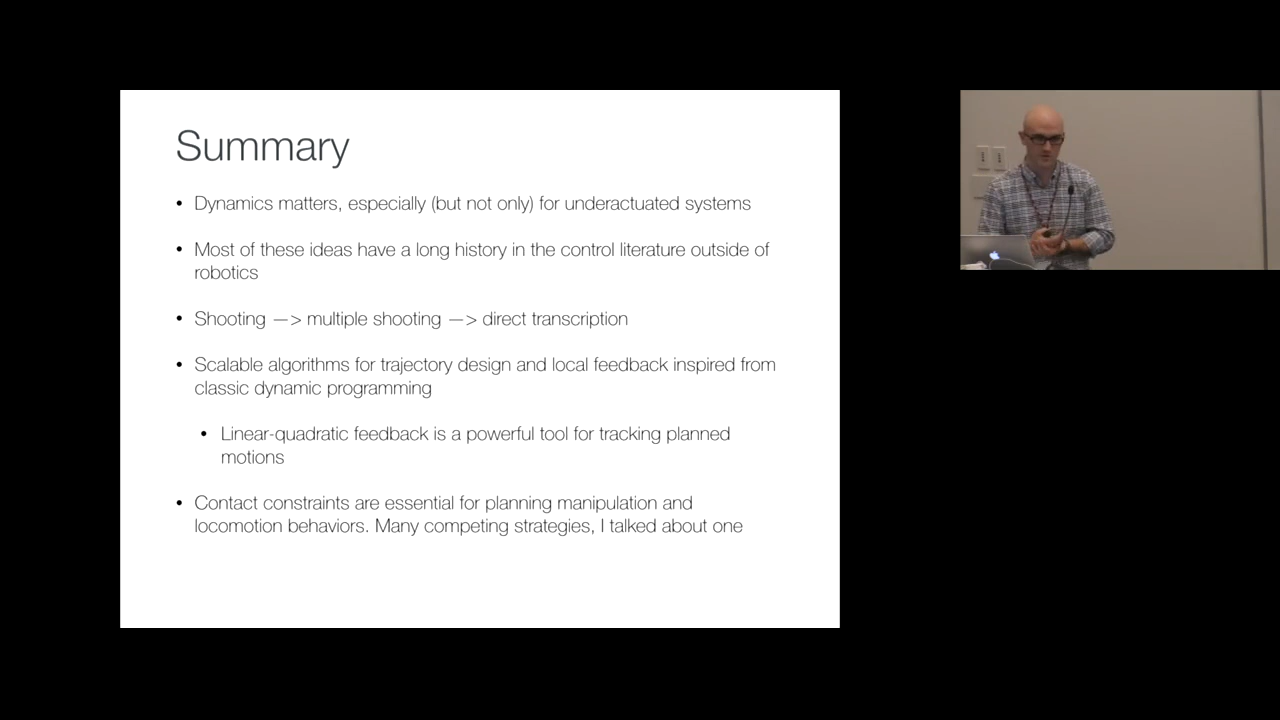 Summary
• Dynamics matters, especially (but not only) for underactuated systems
• Most of these ideas have a long history in the control literature outside of
robotics
• Shooting —> multiple shooting —> direct transcription
• Scalable algorithms for trajectory design and local feedback inspired from
classic dynamic programming
• Linear-quadratic feedback is a powerful tool for tracking planned
motions
• Contact constraints are essential for planning manipulation and
locomotion behaviors. Many competing strategies, I talked about one